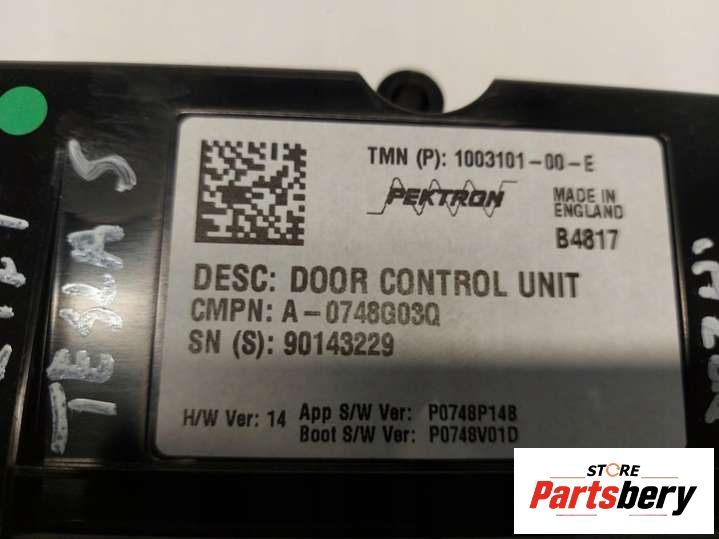 TMN (P): 1003101-00-E
PEKTRON
MADE IN
ENGLAND
B4817
DESC: DOOR CONTROL UNIT
CMPN: A-0748G03Q
SN (S): 90143229
H/W Ver: 14
App S/W Ver: P0748P14B
Boot S/W Ver: P0748V01D
TESLA S
STORE
Partsbery